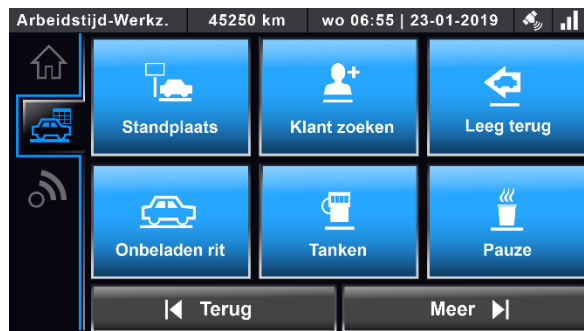 Arbeidstijd-Werkz. 45250 km wo 06:55 | 23-01-2019
Standplaats Klant zoeken Leeg terug
Onbeladen rit Tanken Pauze
Terug Meer